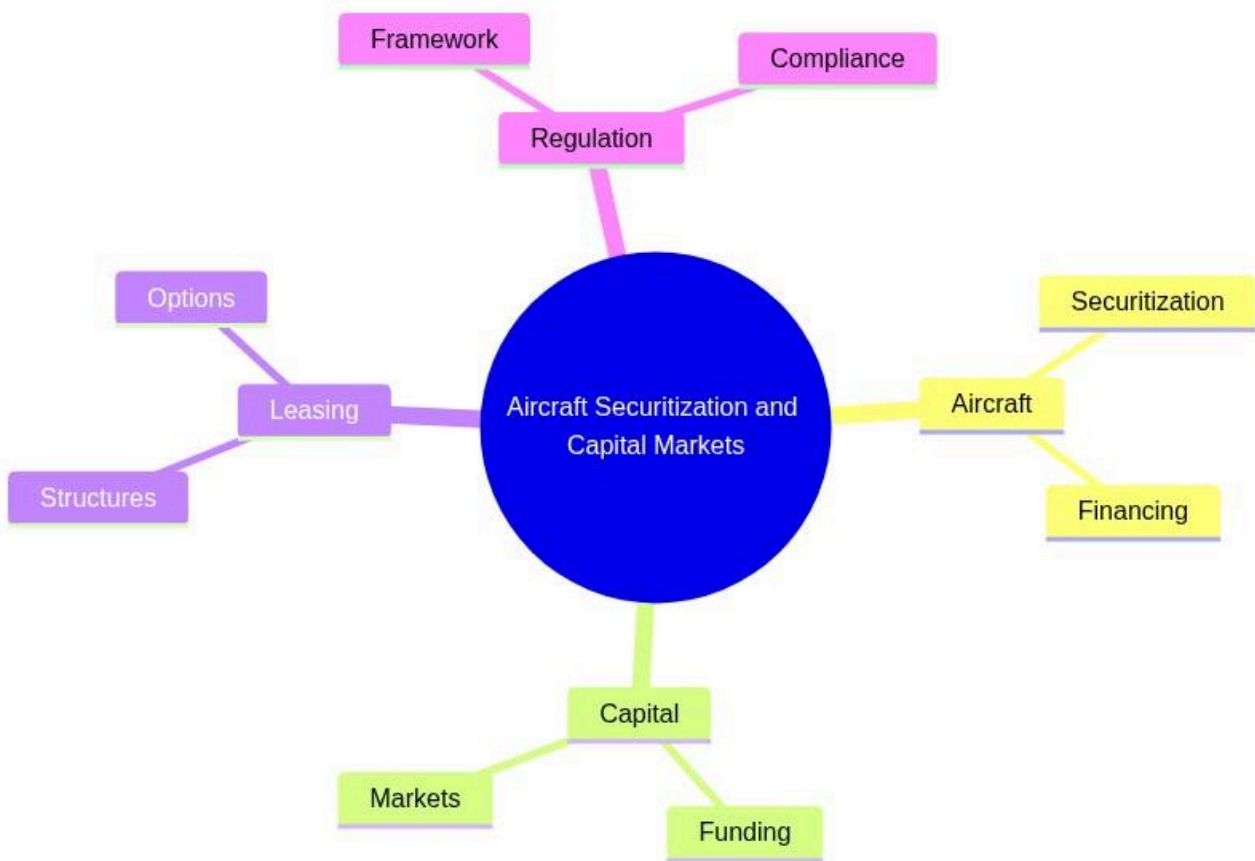 Framework
Compliance
Regulation
Options
Securitization
Leasing
Aircraft
Aircraft Securitization and
Capital Markets
Structures
Financing
Capital
Markets
Funding